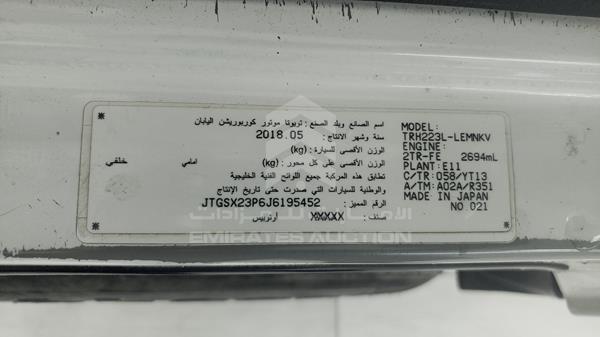 اسم الصانع وبلد الصنع : تويوتا موتور كوربوريشن اليابان
سنة وشهر الانتاج : 2018.05
الوزن الأقصى للسيارة : (kg)
الوزن الأقصى على كل محور : (kg) امامي خلفي
تطابق هذه المركبة جميع اللوائح الفنية الخليجية
والوطنية للسيارات التي صدرت حتى تاريخ الإنتاج
الرقم المميز : JTGSX23P6J6195452
XXXXX أوتوبيس
MODEL:
TRH223L-LEMNKV
ENGINE:
2TR-FE 2694mL
PLANT: E11
C/TR: 058/YT13
A/TM: A02A/R351
MADE IN JAPAN
NO.021
الإمارات للمزادات
EMIRATES AUCTION